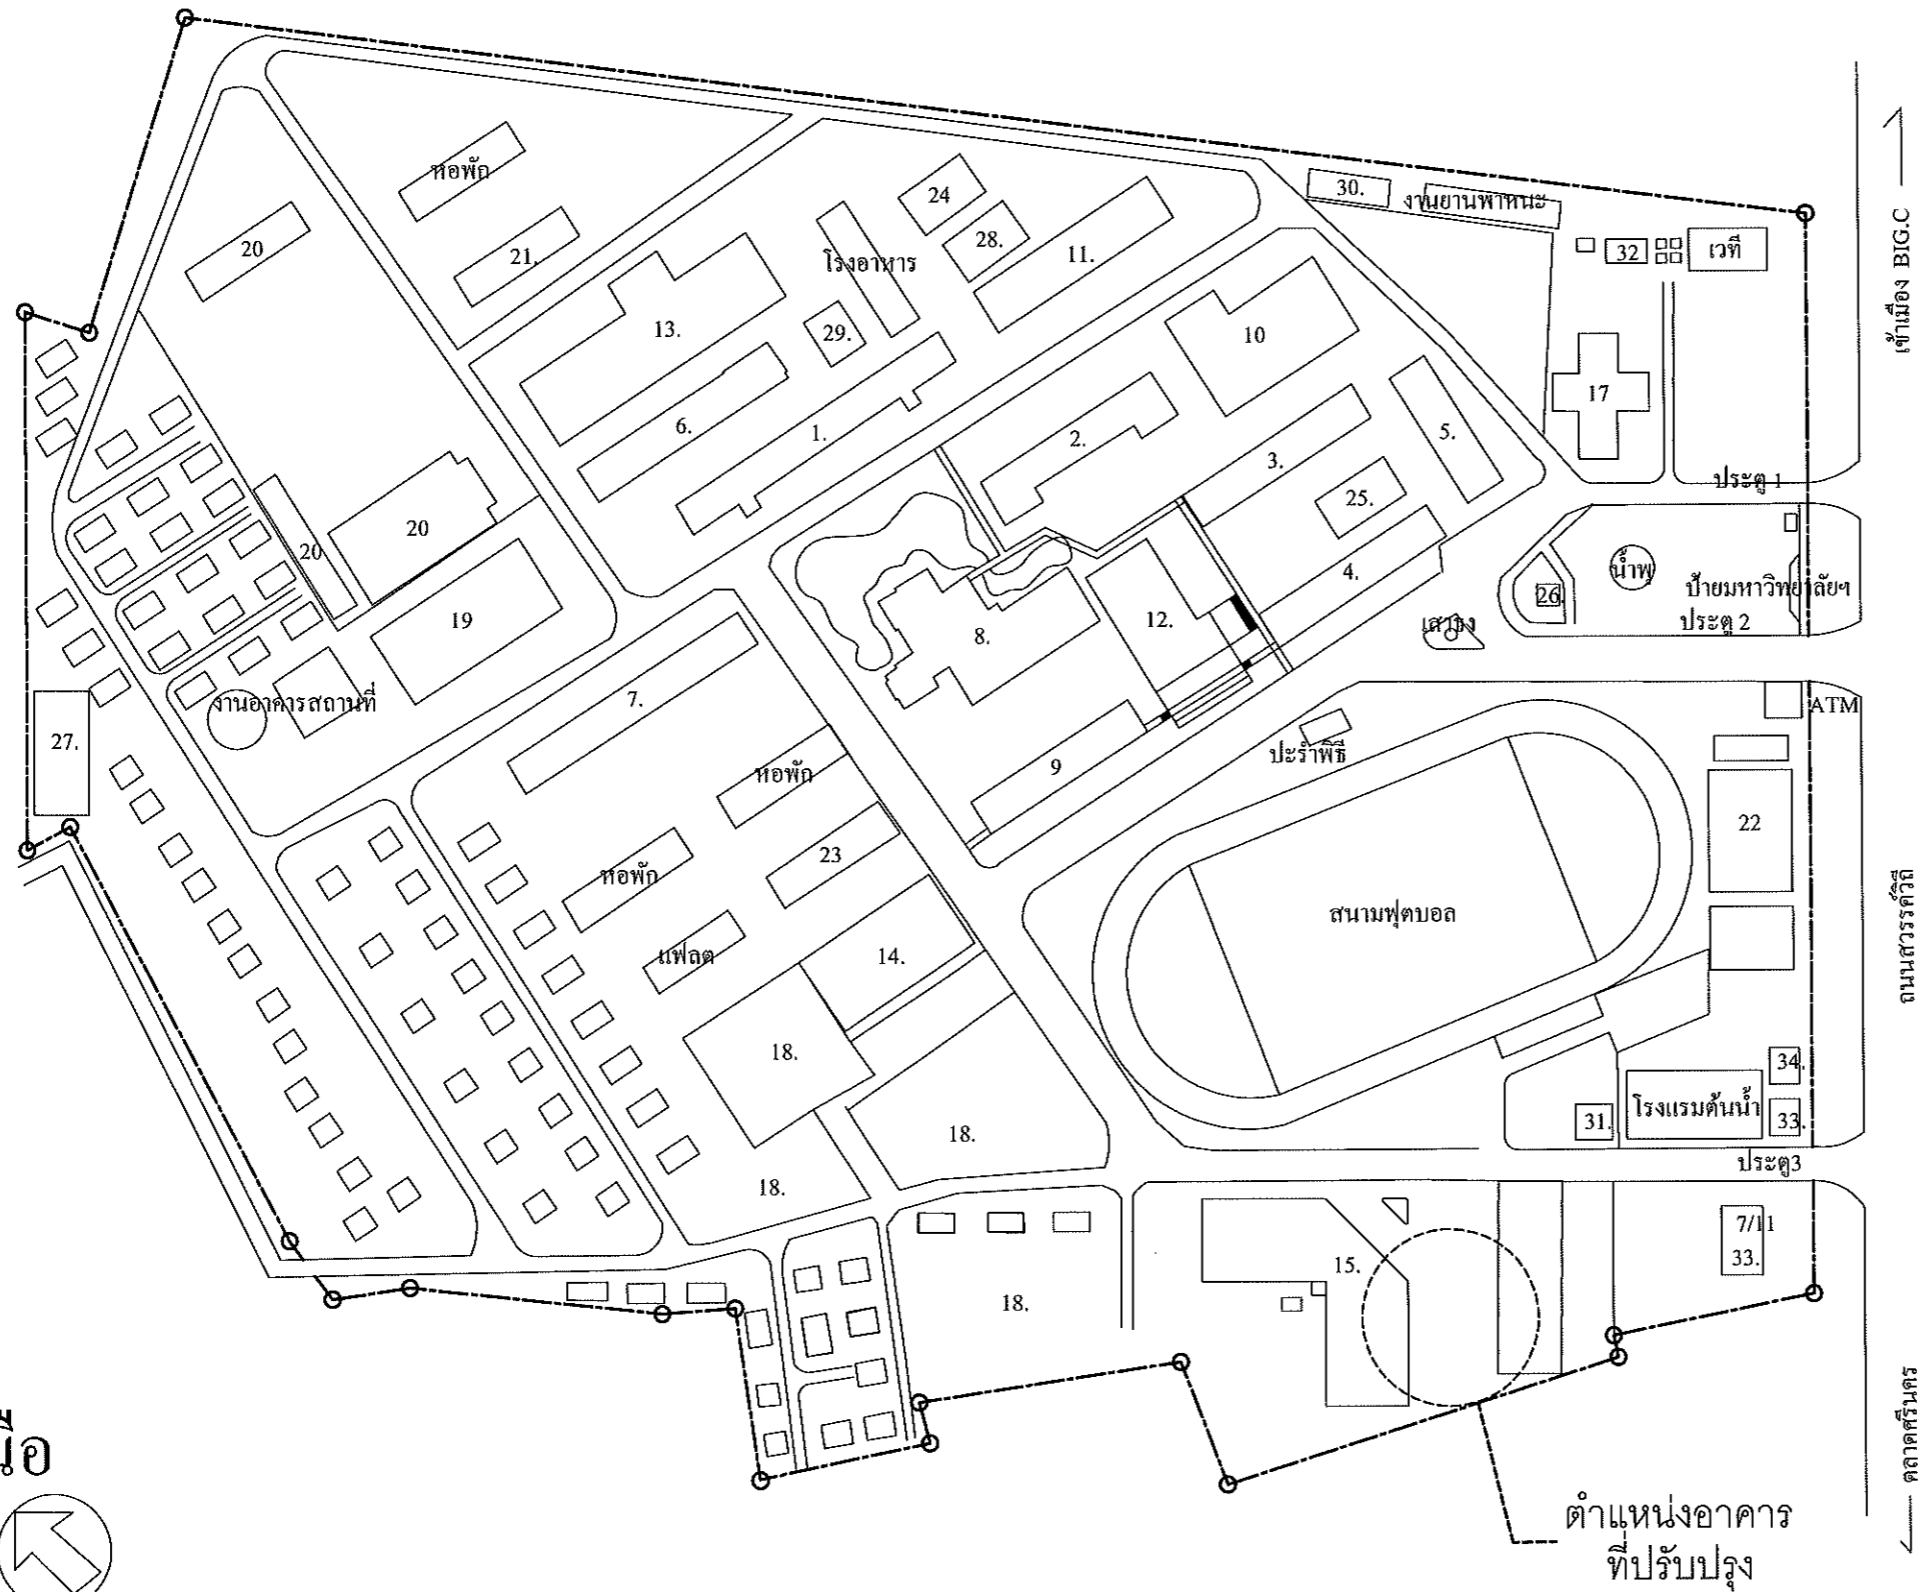 หอพัก
24
30.
งานยานพาหนะ
20
21.
โรงอาหาร
28.
11.
32
เวที
เข้าเมือง BIG.C
13.
29.
10
6.
1.
2.
17
5.
3.
25.
ประตู 1
20
20
4.
น้ำพุ
26.
ป้ายมหาวิทยาลัยฯ
ประตู 2
19
8.
12.
เสาธง
งานอาคารสถานที่
7.
27.
ATM
ปะรำพิธี
หอพัก
9
22
23
หอพัก
สนามฟุตบอล
ถนนสวรรค์วิถี
แฟลต
14.
18.
34.
โรงแรมต้นน้ำ
31.
33.
18.
ประตู3
18.
7/11
33.
15.
18.
ตลาดศรีนคร
ตำแหน่งอาคาร
ที่ปรับปรุง